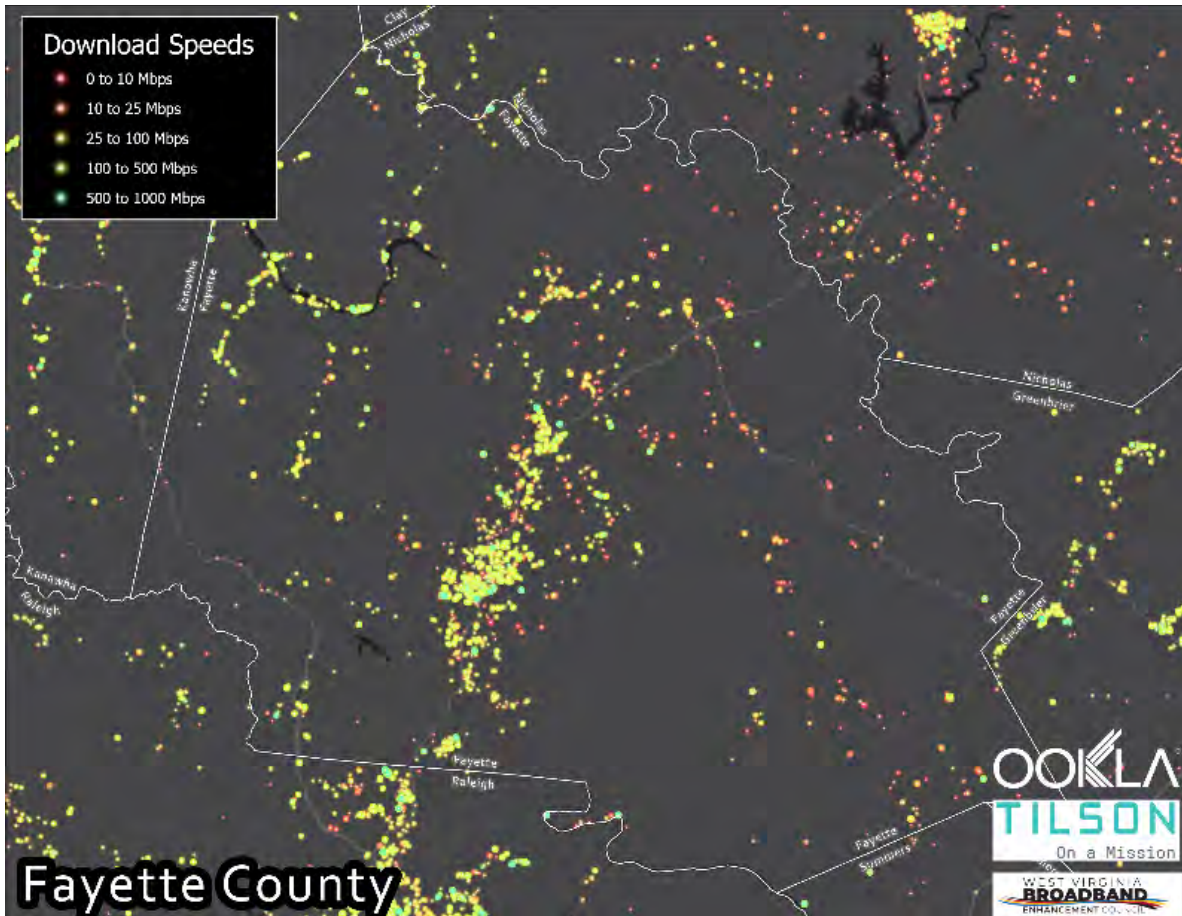 Download Speeds
0 to 10 Mbps
10 to 25 Mbps
25 to 100 Mbps
100 to 500 Mbps
500 to 1000 Mbps
Clay
Nicholas
Nicholas
Fayette
Kanawha
Fayette
Nicholas
Greenbrier
Kanawha
Raleigh
Fayette
Greenbrier
Fayette
Raleigh
Fayette
Summers
OOKLA
TILSON
On a Mission
WEST VIRGINIA
BROADBAND
ENHANCEMENT COUNCIL
Fayette County